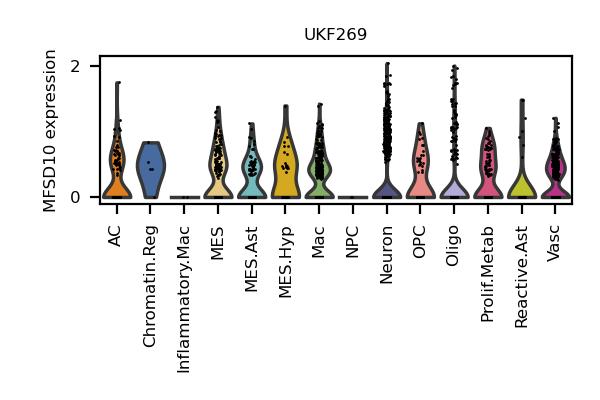 UKF269
MFSD10 expression
2
0
AC
Chromatin.Reg
Inflammatory.Mac
MES
MES.Ast
MES.Hyp
Mac
NPC
Neuron
OPC
Oligo
Prolif.Metab
Reactive.Ast
Vasc